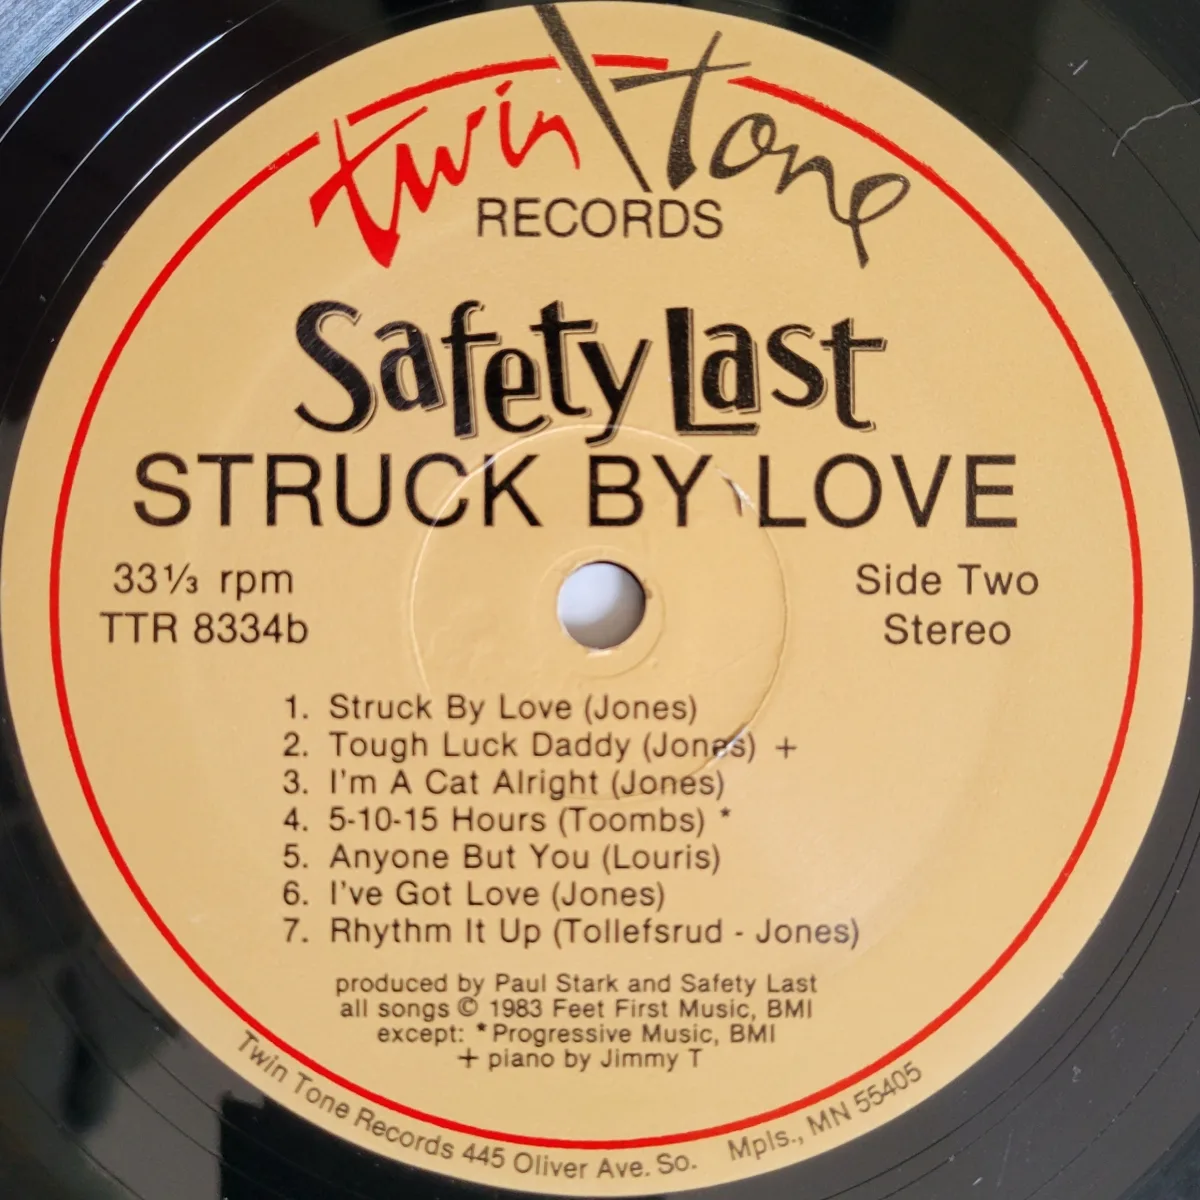 twin\tone
RECORDS
Safety Last
STRUCK BY LOVE
33 1/3 rpm
TTR 8334b
Side Two
Stereo
1. Struck By Love (Jones)
2. Tough Luck Daddy (Jones) +
3. I'm A Cat Alright (Jones)
4. 5-10-15 Hours (Toombs) *
5. Anyone But You (Louris)
6. I've Got Love (Jones)
7. Rhythm It Up (Tollefsrud - Jones)
produced by Paul Stark and Safety Last
all songs © 1983 Feet First Music, BMI
except: *Progressive Music, BMI
+ piano by Jimmy T
Twin Tone Records 445 Oliver Ave. So. Mpls., MN 55405